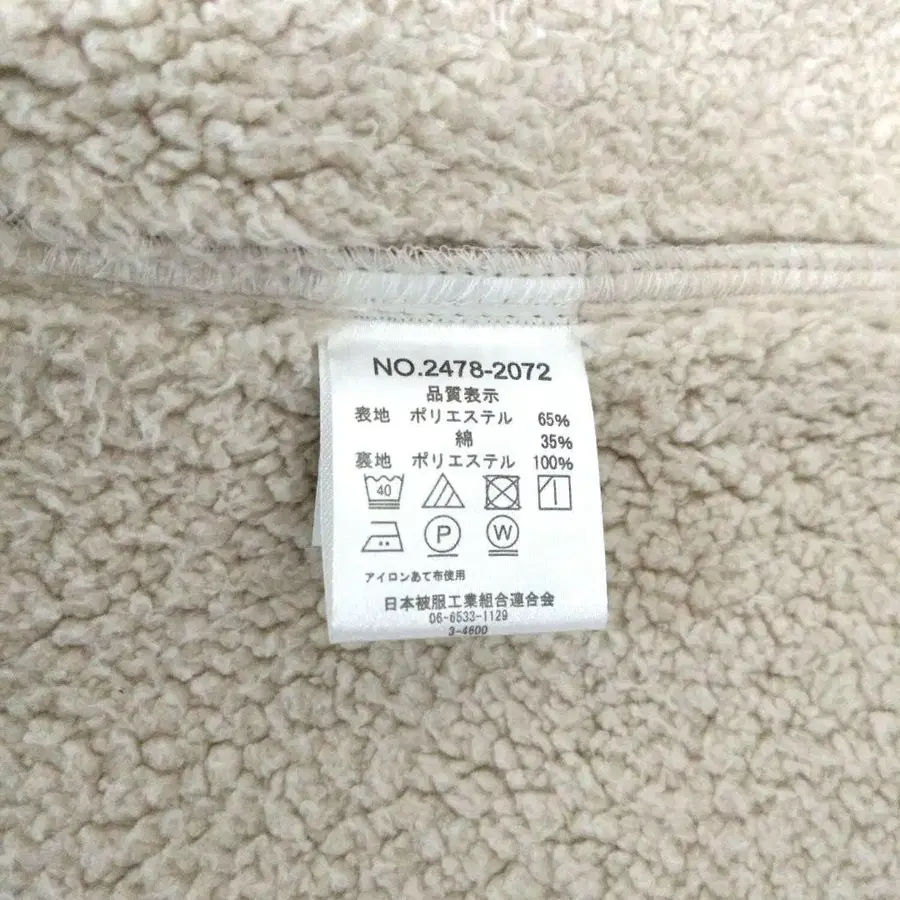 NO.2478-2072
品質表示
表地 ポリエステル 65%
綿 35%
裏地 ポリエステル 100%
40
P W
アイロンあて布使用
日本被服工業組合連合会
06-6533-1129
3-4600